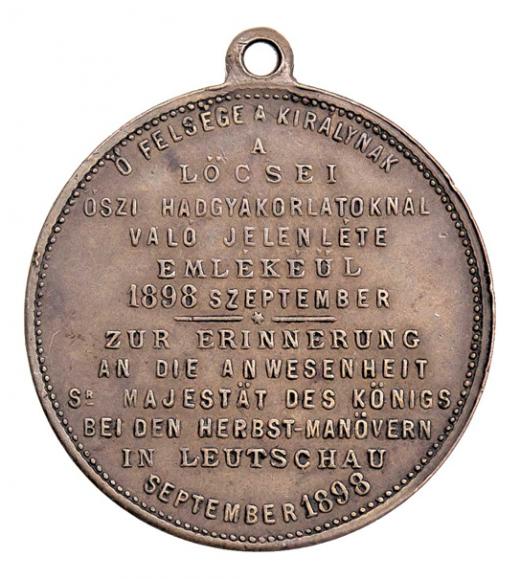 Ő FELSÉGE A KIRÁLYNAK
A
LŐCSEI
ŐSZI HADGYAKORLATOKNÁL
VALÓ JELENLÉTE
EMLÉKEÜL
1898 SZEPTEMBER
ZUR ERINNERUNG
AN DIE ANWESENHEIT
SR MAJESTÄT DES KÖNIGS
BEI DEN HERBST-MANÖVERN
IN LEUTSCHAU
SEPTEMBER 1898